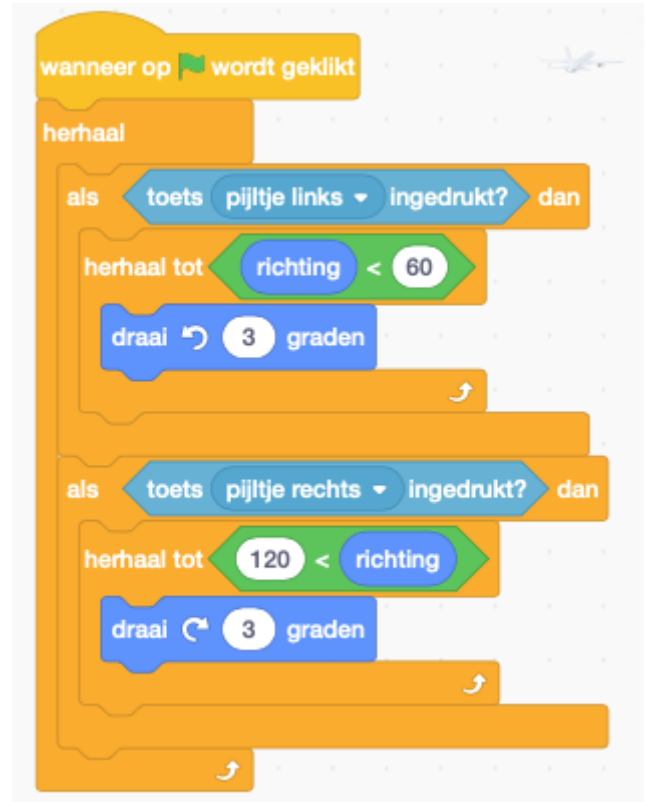 wanneer op wordt geklikt
herhaal
als toets pijltje links ingedrukt? dan
herhaal tot richting < 60
draai 3 graden
als toets pijltje rechts ingedrukt? dan
herhaal tot 120 < richting
draai 3 graden